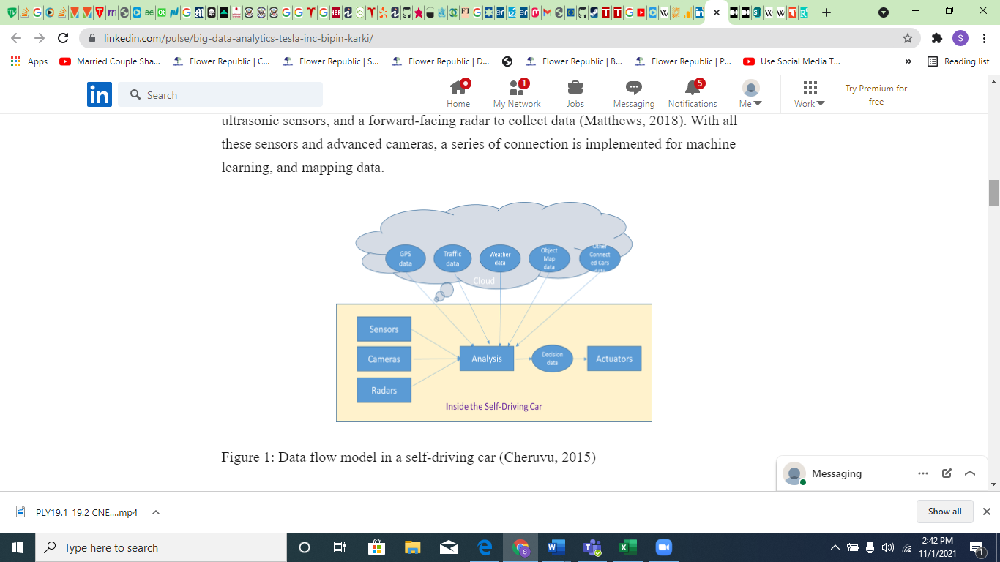 linkedin.com/pulse/big-data-analytics-tesla-inc-bipin-karki/
S
Apps
Married Couple Sha...
Flower Republic | C...
Flower Republic | S...
Flower Republic | D...
Flower Republic | B...
Flower Republic | P...
Use Social Media T...
»
Reading list
in
Search
1
5
Home
My Network
Jobs
Messaging
Notifications
Me
Work
Try Premium for
free
ultrasonic sensors, and a forward-facing radar to collect data (Matthews, 2018). With all
these sensors and advanced cameras, a series of connection is implemented for machine
learning, and mapping data.
GPS
data
Traffic
data
Weather
data
Object
Map
data
Other
Connect
ed Cars
data
Cloud
Sensors
Cameras
Radars
Analysis
Decision
data
Actuators
Inside the Self-Driving Car
Figure 1: Data flow model in a self-driving car (Cheruvu, 2015)
Messaging
PLY19.1_19.2 CNE....mp4
Show all
Type here to search
2:42 PM
11/1/2021
1